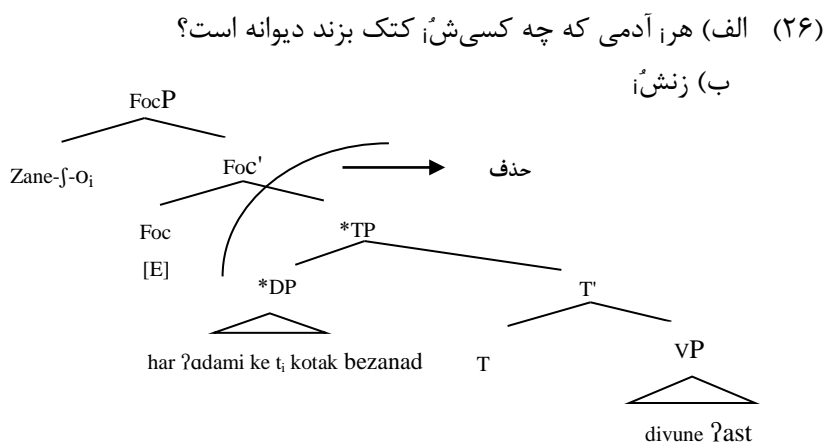 (۲۶) الف) هرi آدمی که چه کسی‌شُi کتک بزند دیوانه است؟
ب) زنشُi
FocP
Zane-ʃ-oi
Foc'
حذف
Foc
*TP
[E]
*DP
T'
har ʔɑdami ke ti kotak bezanad
T
VP
divune ʔast